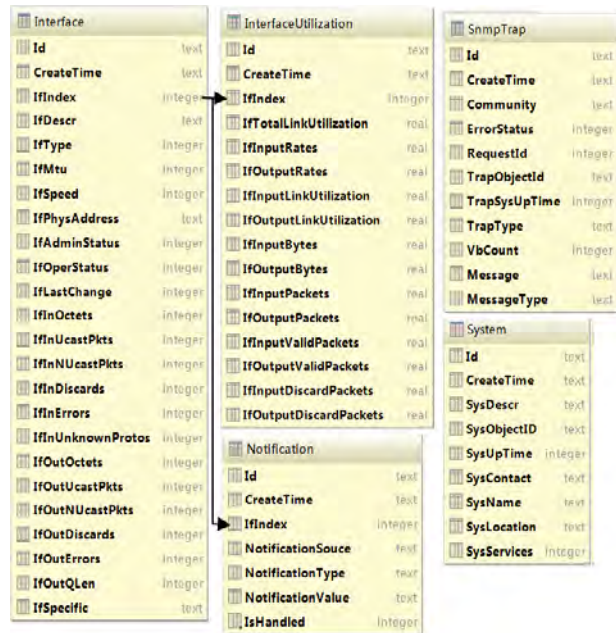 Interface
Id text
CreateTime text
IfIndex integer
IfDescr text
IfType integer
IfMtu integer
IfSpeed integer
IfPhysAddress text
IfAdminStatus integer
IfOperStatus integer
IfLastChange integer
IfInOctets integer
IfInUcastPkts integer
IfInNUcastPkts integer
IfInDiscards integer
IfInErrors integer
IfInUnknownProtos integer
IfOutOctets integer
IfOutUcastPkts integer
IfOutNUcastPkts integer
IfOutDiscards integer
IfOutErrors integer
IfOutQLen integer
IfSpecific text
InterfaceUtilization
Id text
CreateTime text
IfIndex integer
IfTotalLinkUtilization real
IfInputRates real
IfOutputRates real
IfInputLinkUtilization real
IfOutputLinkUtilization real
IfInputBytes real
IfOutputBytes real
IfInputPackets real
IfOutputPackets real
IfInputValidPackets real
IfOutputValidPackets real
IfInputDiscardPackets real
IfOutputDiscardPackets real
Notification
Id text
CreateTime text
IfIndex integer
NotificationSouce text
NotificationType text
NotificationValue text
IsHandled integer
SnmpTrap
Id text
CreateTime text
Community text
ErrorStatus integer
RequestId integer
TrapObjectId text
TrapSysUpTime integer
TrapType text
VbCount integer
Message text
MessageType text
System
Id text
CreateTime text
SysDescr text
SysObjectID text
SysUpTime integer
SysContact text
SysName text
SysLocation text
SysServices integer